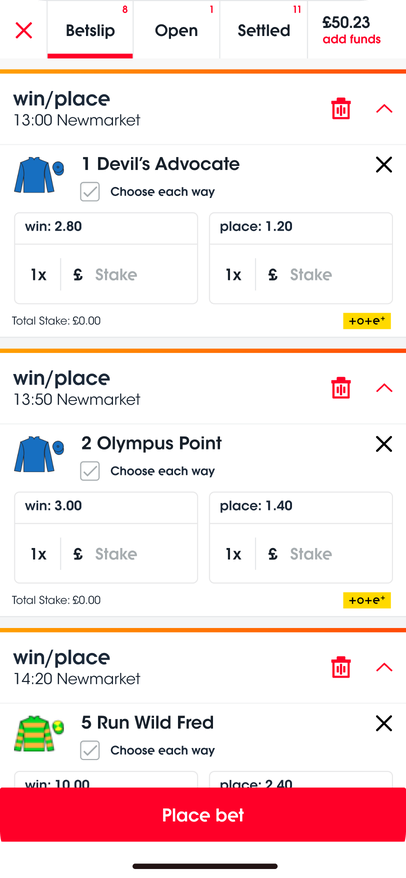 8
1
11
Betslip
Open
Settled
£50.23
add funds
win/place
13:00 Newmarket
1 Devil's Advocate
Choose each way
win: 2.80
place: 1.20
1x £ Stake
1x £ Stake
Total Stake: £0.00
+o+e+
win/place
13:50 Newmarket
2 Olympus Point
Choose each way
win: 3.00
place: 1.40
1x £ Stake
1x £ Stake
Total Stake: £0.00
+o+e+
win/place
14:20 Newmarket
5 Run Wild Fred
Choose each way
win: 10.00
place: 2.40
Place bet